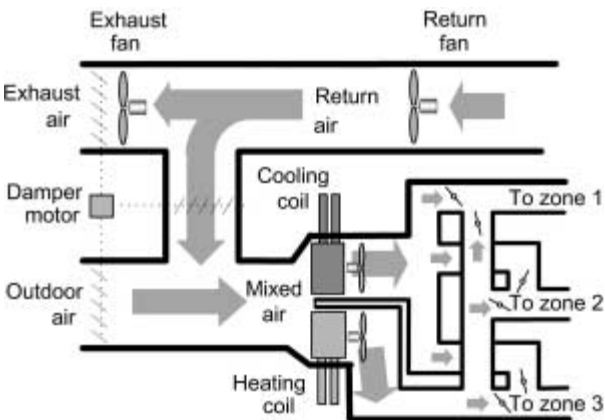 Exhaust
fan
Return
fan
Exhaust
air
Return
air
Damper
motor
Cooling
coil
To zone 1
Outdoor
air
Mixed
air
To zone 2
Heating
coil
To zone 3